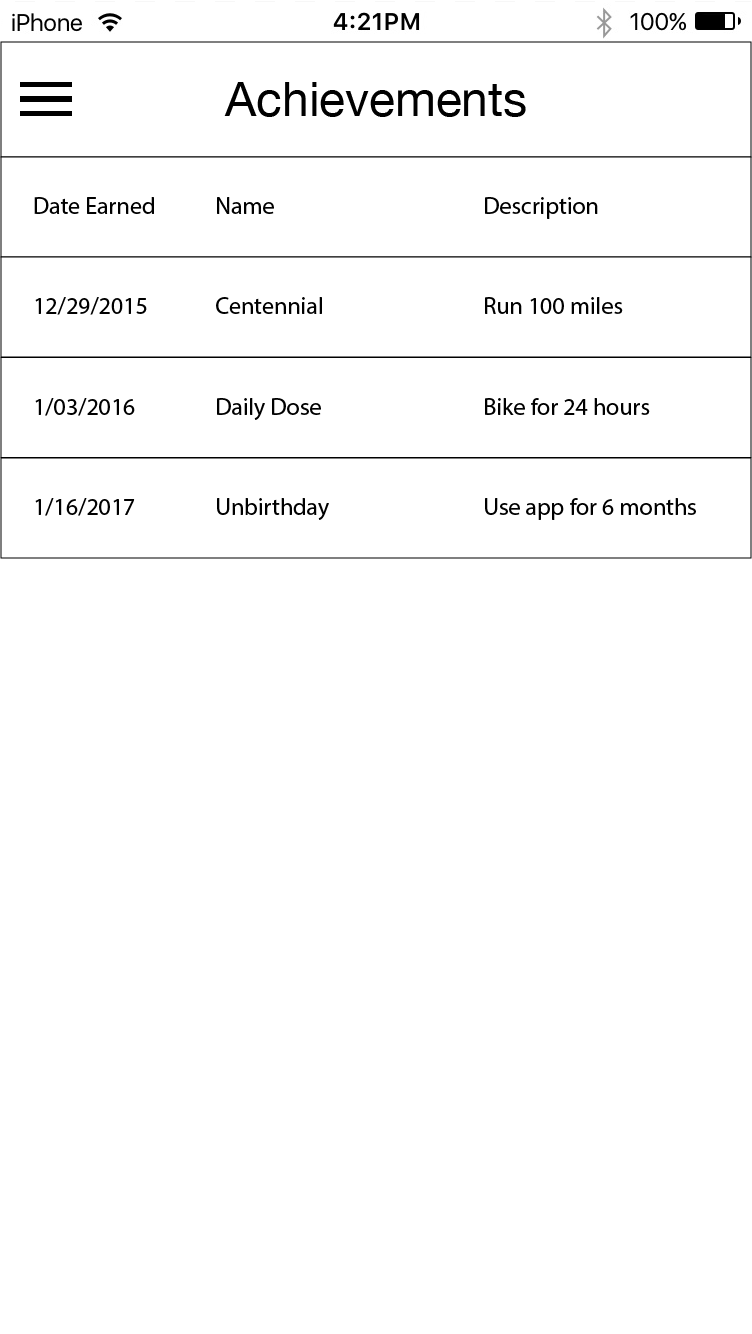 iPhone 4:21PM 100%
Achievements
Date Earned Name Description
12/29/2015 Centennial Run 100 miles
1/03/2016 Daily Dose Bike for 24 hours
1/16/2017 Unbirthday Use app for 6 months